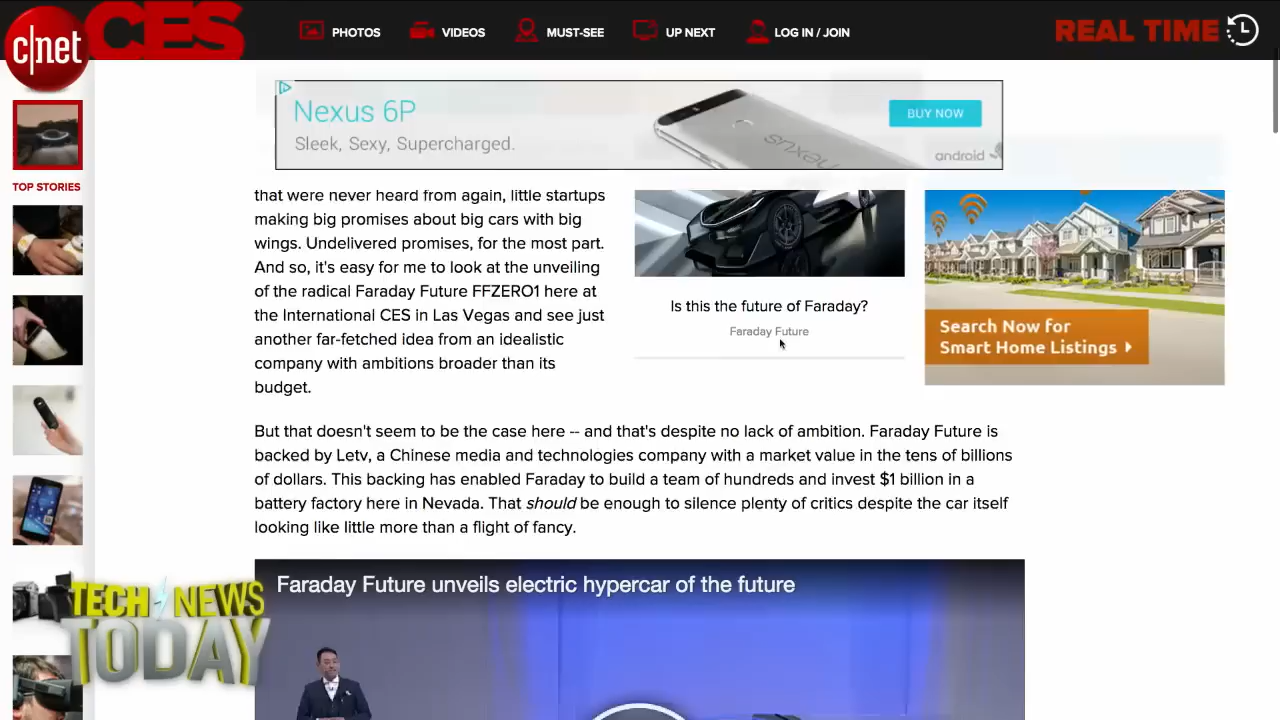 c|net
CES
PHOTOS
VIDEOS
MUST-SEE
UP NEXT
LOG IN / JOIN
REAL TIME
TOP STORIES
Nexus 6P
Sleek, Sexy, Supercharged.
nexus
BUY NOW
android
that were never heard from again, little startups
making big promises about big cars with big
wings. Undelivered promises, for the most part.
And so, it's easy for me to look at the unveiling
of the radical Faraday Future FFZERO1 here at
the International CES in Las Vegas and see just
another far-fetched idea from an idealistic
company with ambitions broader than its
budget.
Is this the future of Faraday?
Faraday Future
Search Now for
Smart Home Listings
But that doesn't seem to be the case here -- and that's despite no lack of ambition. Faraday Future is
backed by Letv, a Chinese media and technologies company with a market value in the tens of billions
of dollars. This backing has enabled Faraday to build a team of hundreds and invest $1 billion in a
battery factory here in Nevada. That should be enough to silence plenty of critics despite the car itself
looking like little more than a flight of fancy.
Faraday Future unveils electric hypercar of the future
TECH NEWS
TODAY